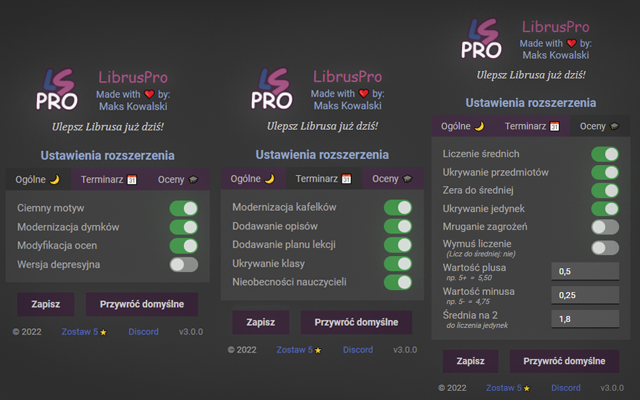 LS
PRO
LibrusPro
Made with ❤️ by:
Maks Kowalski
Ulepsz Librusa już dziś!
Ustawienia rozszerzenia
Ogólne 🌙 Terminarz 📅 Oceny 🎓
Ciemny motyw
Modernizacja dymków
Modyfikacja ocen
Wersja depresyjna
Zapisz Przywróć domyślne
© 2022 Zostaw 5 ⭐ Discord v3.0.0
LS
PRO
LibrusPro
Made with ❤️ by:
Maks Kowalski
Ulepsz Librusa już dziś!
Ustawienia rozszerzenia
Ogólne 🌙 Terminarz 📅 Oceny 🎓
Modernizacja kafelków
Dodawanie opisów
Dodawanie planu lekcji
Ukrywanie klasy
Nieobecności nauczycieli
Zapisz Przywróć domyślne
© 2022 Zostaw 5 ⭐ Discord v3.0.0
LS
PRO
LibrusPro
Made with ❤️ by:
Maks Kowalski
Ulepsz Librusa już dziś!
Ustawienia rozszerzenia
Ogólne 🌙 Terminarz 📅 Oceny 🎓
Liczenie średnich
Ukrywanie przedmiotów
Zera do średniej
Ukrywanie jedynek
Mruganie zagrożeń
Wymuś liczenie
(Licz do średniej: nie)
Wartość plusa 0,5
np. 5+ = 5,50
Wartość minusa 0,25
np. 5- = 4,75
Średnia na 2 1,8
do liczenia jedynek
Zapisz Przywróć domyślne
© 2022 Zostaw 5 ⭐ Discord v3.0.0